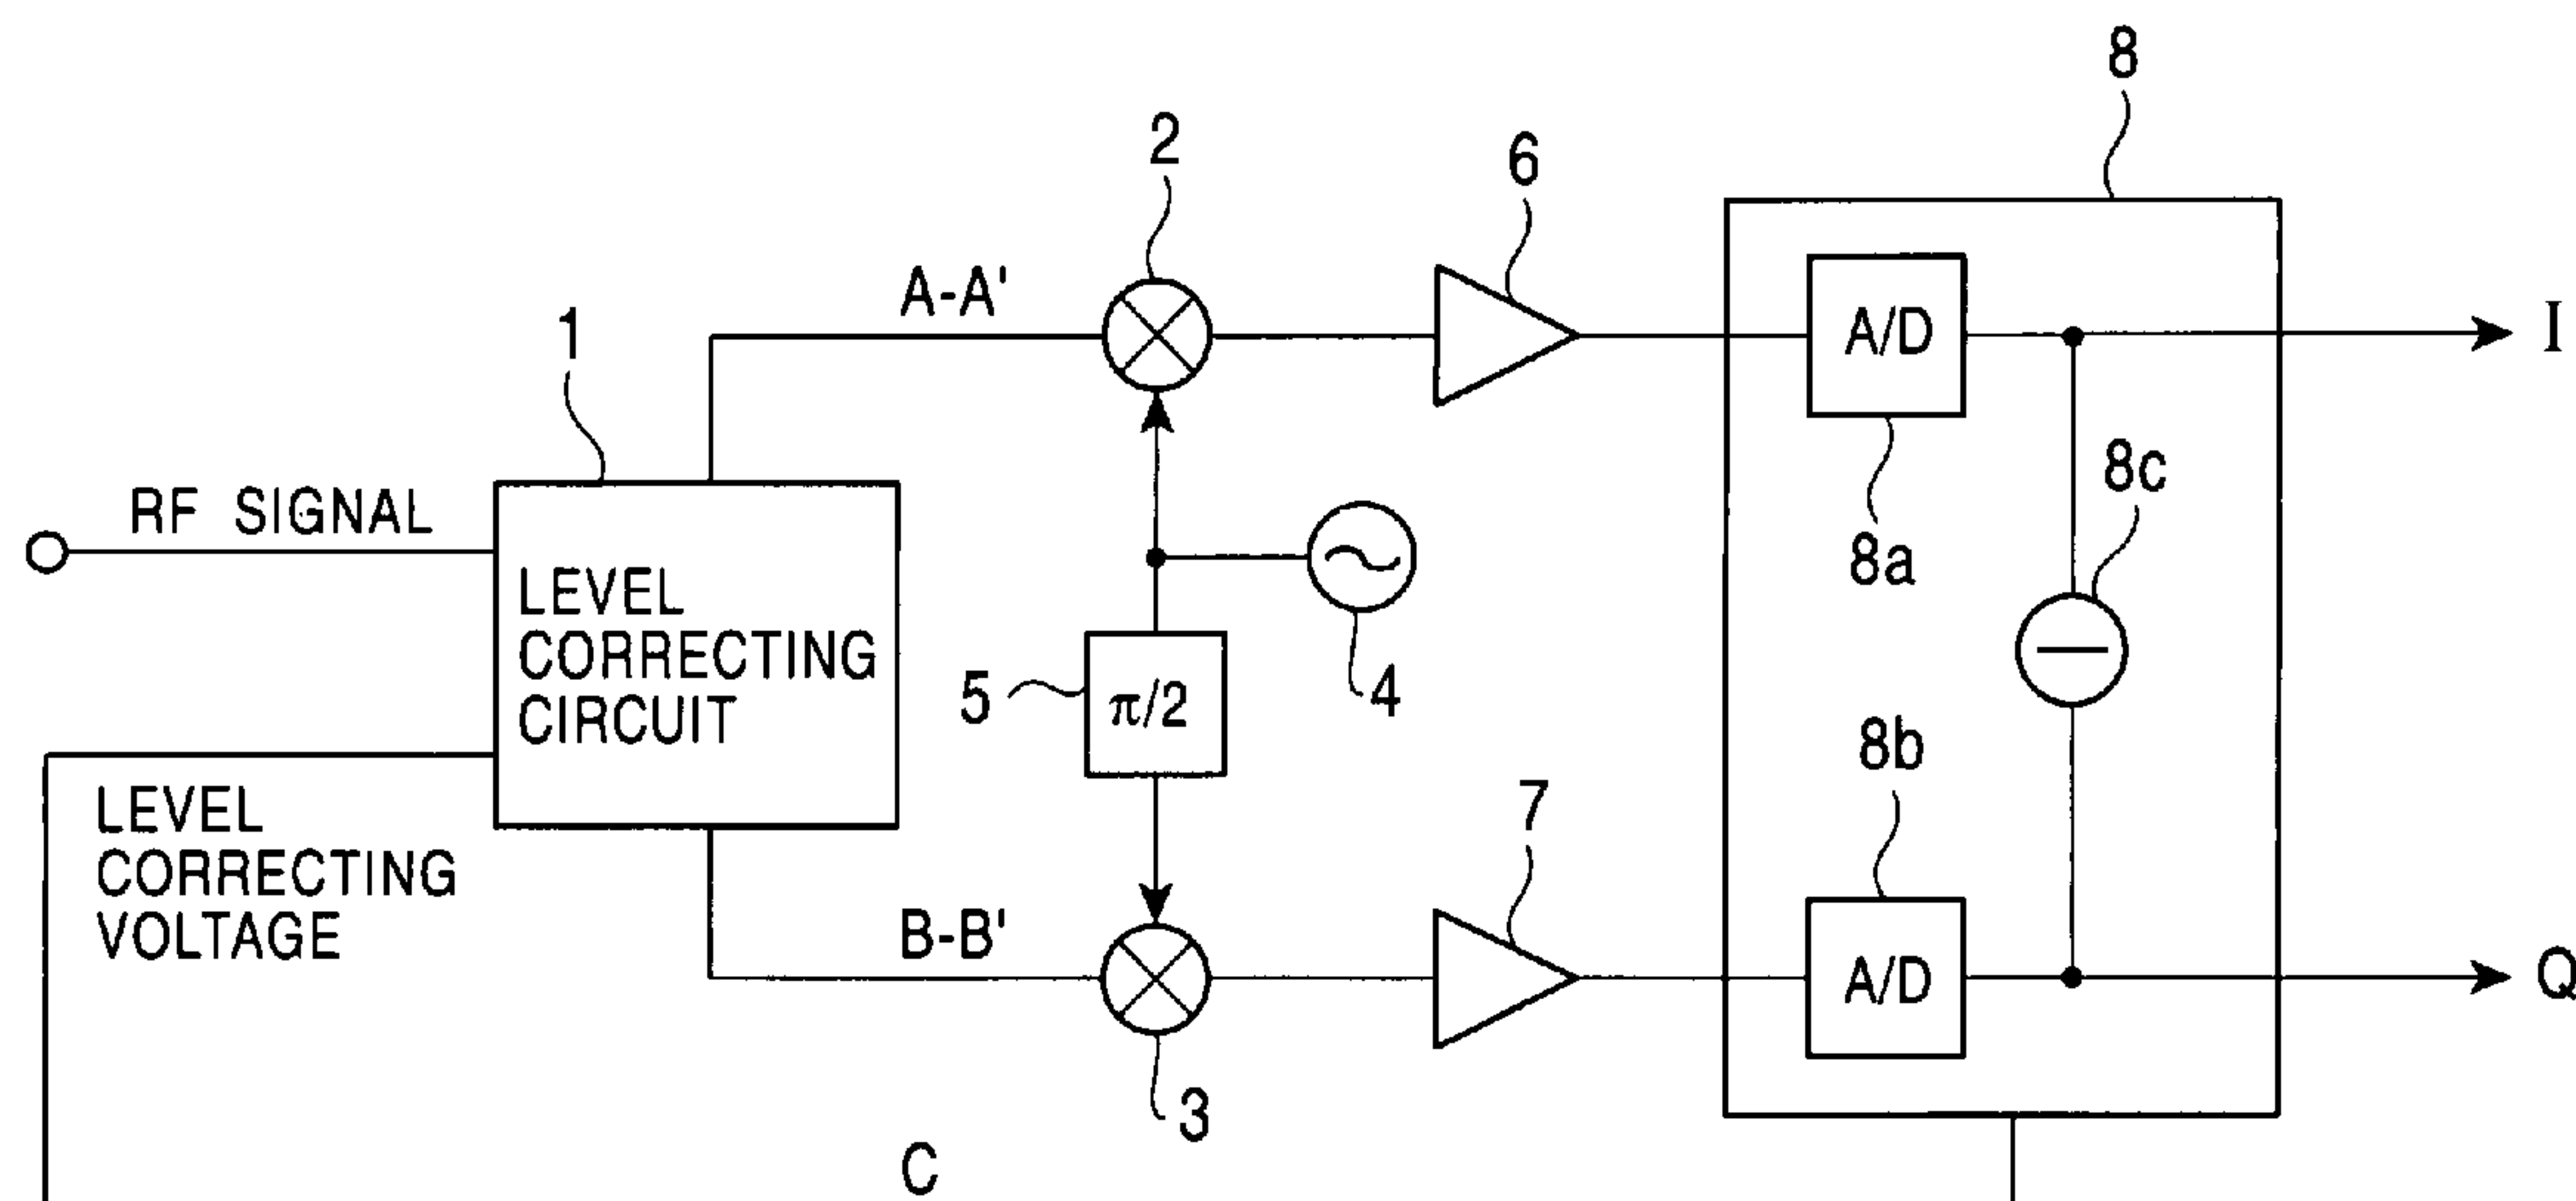 8
2
6
A-A'
A/D
I
1
8c
RF SIGNAL
8a
LEVEL
CORRECTING
CIRCUIT
4
5
π/2
8b
7
LEVEL
CORRECTING
VOLTAGE
B-B'
A/D
Q
3
C